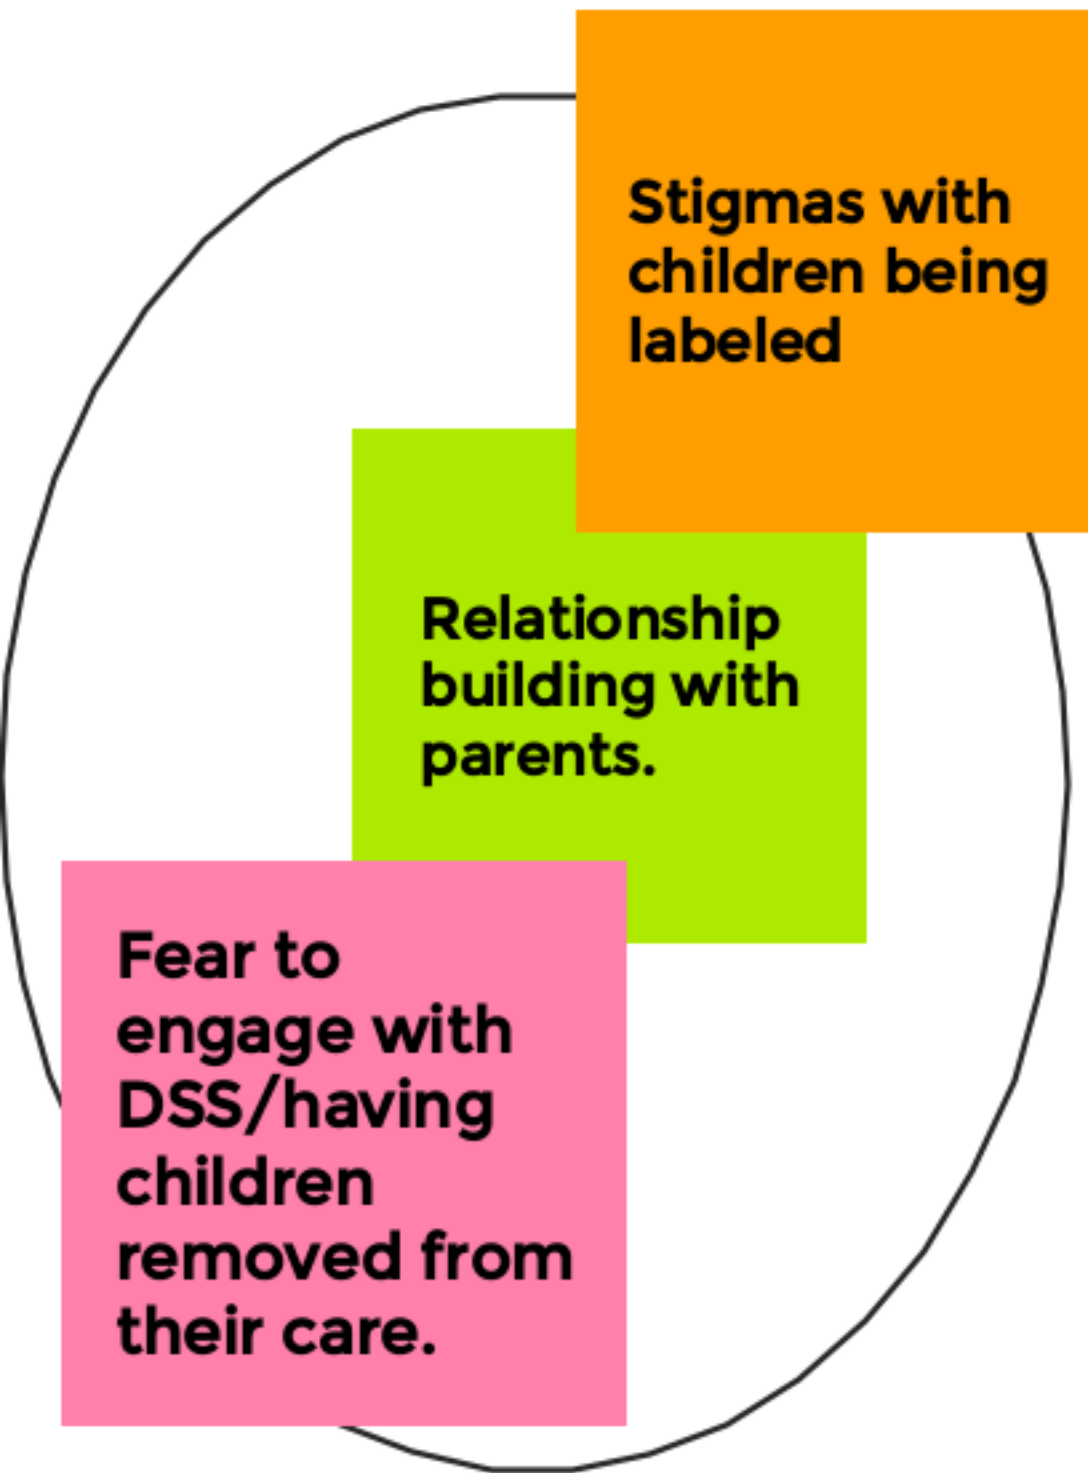 Stigmas with
children being
labeled
Relationship
building with
parents.
Fear to
engage with
DSS/having
children
removed from
their care.